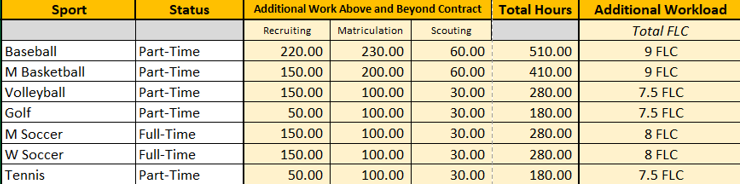 Sport Status Additional Work Above and Beyond Contract Total Hours Additional Workload
Recruiting Matriculation Scouting Total FLC
Baseball Part-Time 220.00 230.00 60.00 510.00 9 FLC
M Basketball Part-Time 150.00 200.00 60.00 410.00 9 FLC
Volleyball Part-Time 150.00 100.00 30.00 280.00 7.5 FLC
Golf Part-Time 50.00 100.00 30.00 180.00 7.5 FLC
M Soccer Full-Time 150.00 100.00 30.00 280.00 8 FLC
W Soccer Full-Time 150.00 100.00 30.00 280.00 8 FLC
Tennis Part-Time 50.00 100.00 30.00 180.00 7.5 FLC